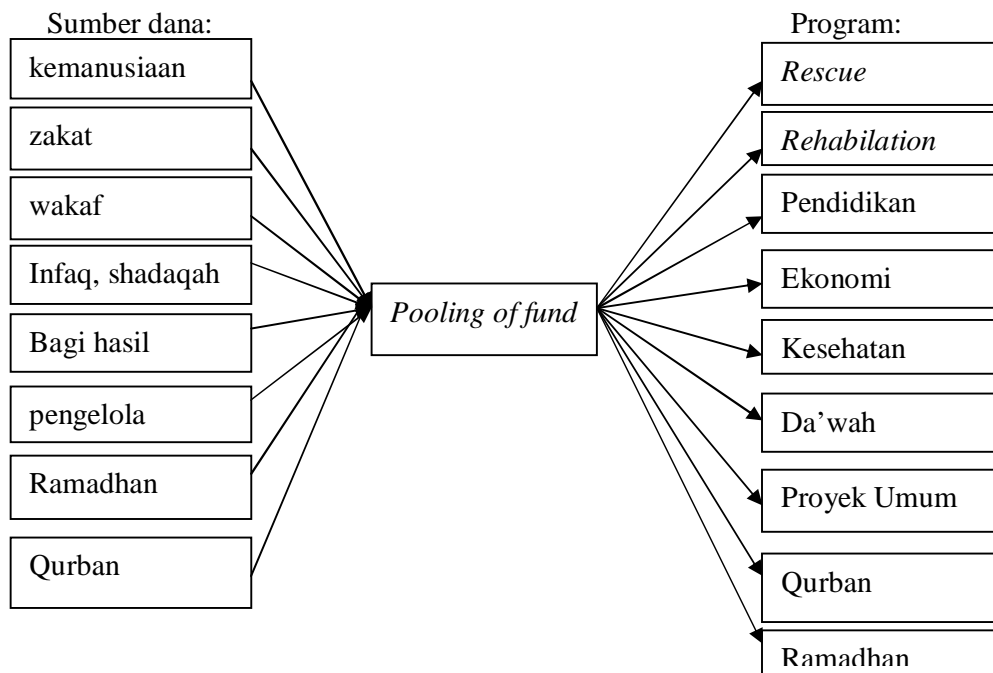 Sumber dana:
kemanusiaan
zakat
wakaf
Infaq, shadaqah
Bagi hasil
pengelola
Ramadhan
Qurban
Pooling of fund
Program:
Rescue
Rehabilation
Pendidikan
Ekonomi
Kesehatan
Da’wah
Proyek Umum
Qurban
Ramadhan